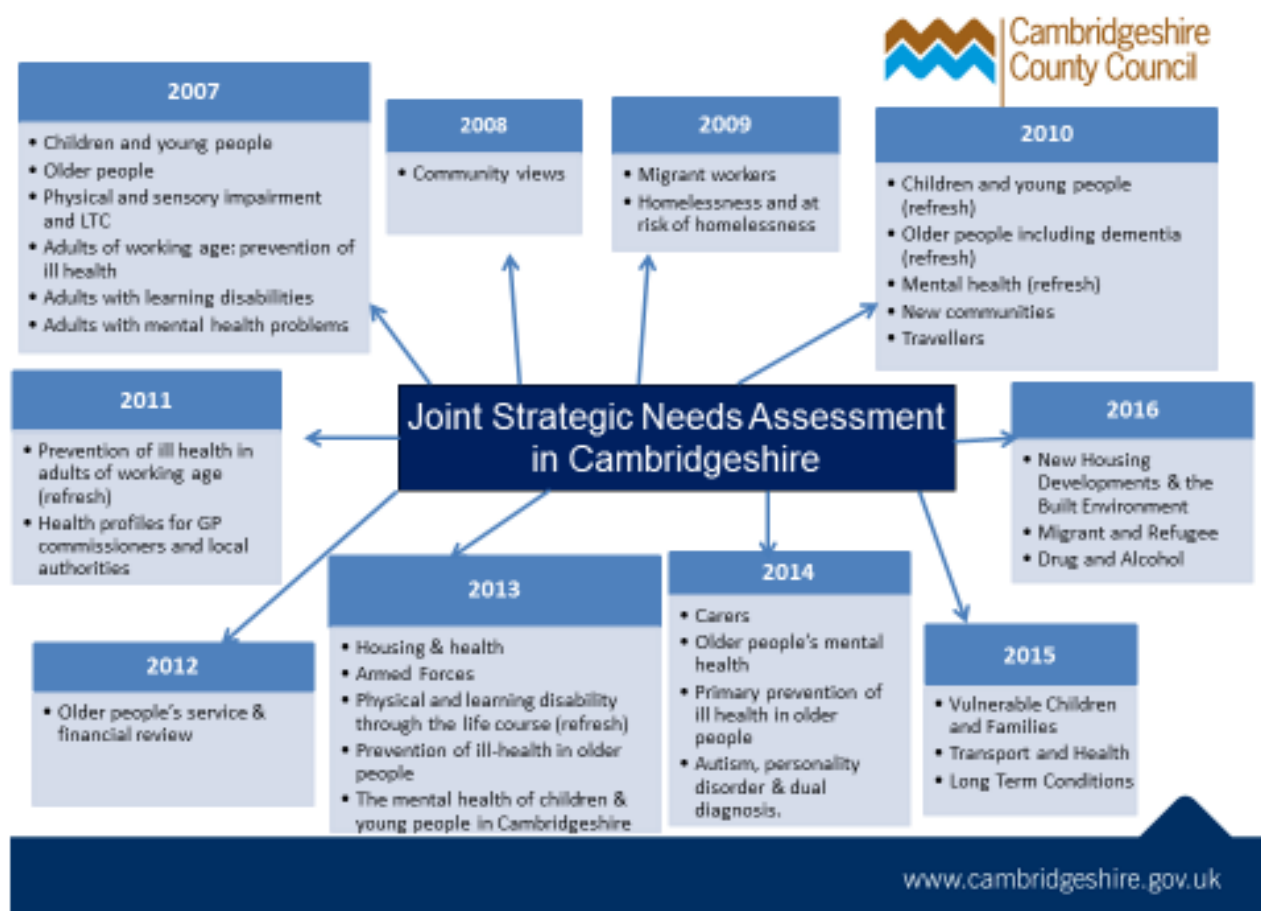 Cambridgeshire
County Council
2007
• Children and young people
• Older people
• Physical and sensory impairment
and LTC
• Adults of working age: prevention of
ill health
• Adults with learning disabilities
• Adults with mental health problems
2008
• Community views
2009
• Migrant workers
• Homelessness and at
risk of homelessness
2010
• Children and young people
(refresh)
• Older people including dementia
(refresh)
• Mental health (refresh)
• New communities
• Travellers
Joint Strategic Needs Assessment
in Cambridgeshire
2011
• Prevention of ill health in
adults of working age
(refresh)
• Health profiles for GP
commissioners and local
authorities
2016
• New Housing
Developments & the
Built Environment
• Migrant and Refugee
• Drug and Alcohol
2012
• Older people's service &
financial review
2013
• Housing & health
• Armed Forces
• Physical and learning disability
through the life course (refresh)
• Prevention of ill-health in older
people
• The mental health of children &
young people in Cambridgeshire
2014
• Carers
• Older people's mental
health
• Primary prevention of
ill health in older
people
• Autism, personality
disorder & dual
diagnosis.
2015
• Vulnerable Children
and Families
• Transport and Health
• Long Term Conditions
www.cambridgeshire.gov.uk